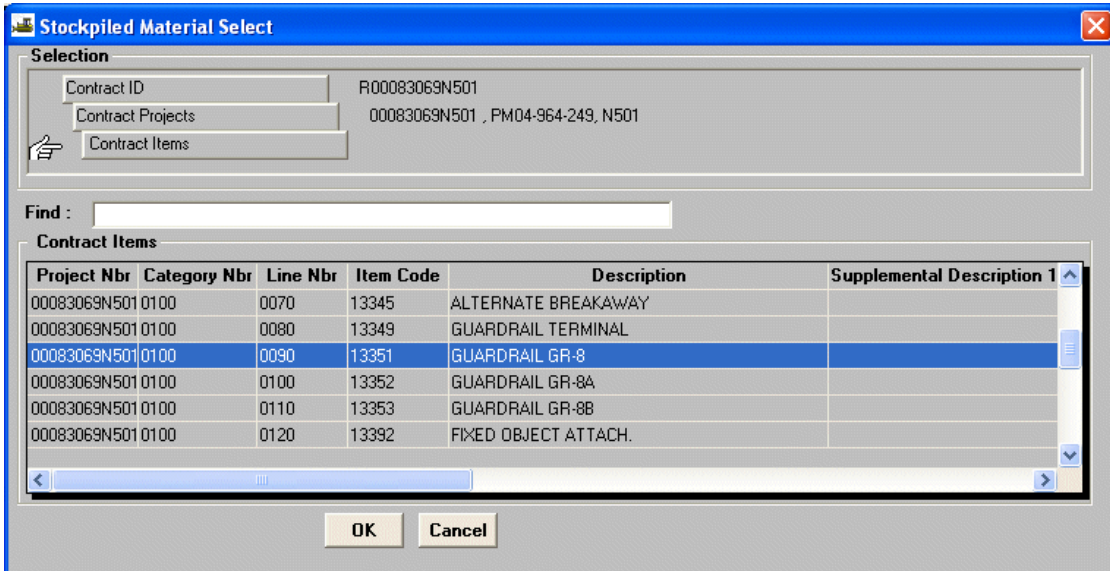 Stockpiled Material Select
Selection
Contract ID R00083069N501
Contract Projects 00083069N501 , PM04-964-249, N501
Contract Items
Find :
Contract Items
Project Nbr Category Nbr Line Nbr Item Code Description Supplemental Description 1
00083069N501 0100 0070 13345 ALTERNATE BREAKAWAY
00083069N501 0100 0080 13349 GUARDRAIL TERMINAL
00083069N501 0100 0090 13351 GUARDRAIL GR-8
00083069N501 0100 0100 13352 GUARDRAIL GR-8A
00083069N501 0100 0110 13353 GUARDRAIL GR-8B
00083069N501 0100 0120 13392 FIXED OBJECT ATTACH.
OK Cancel